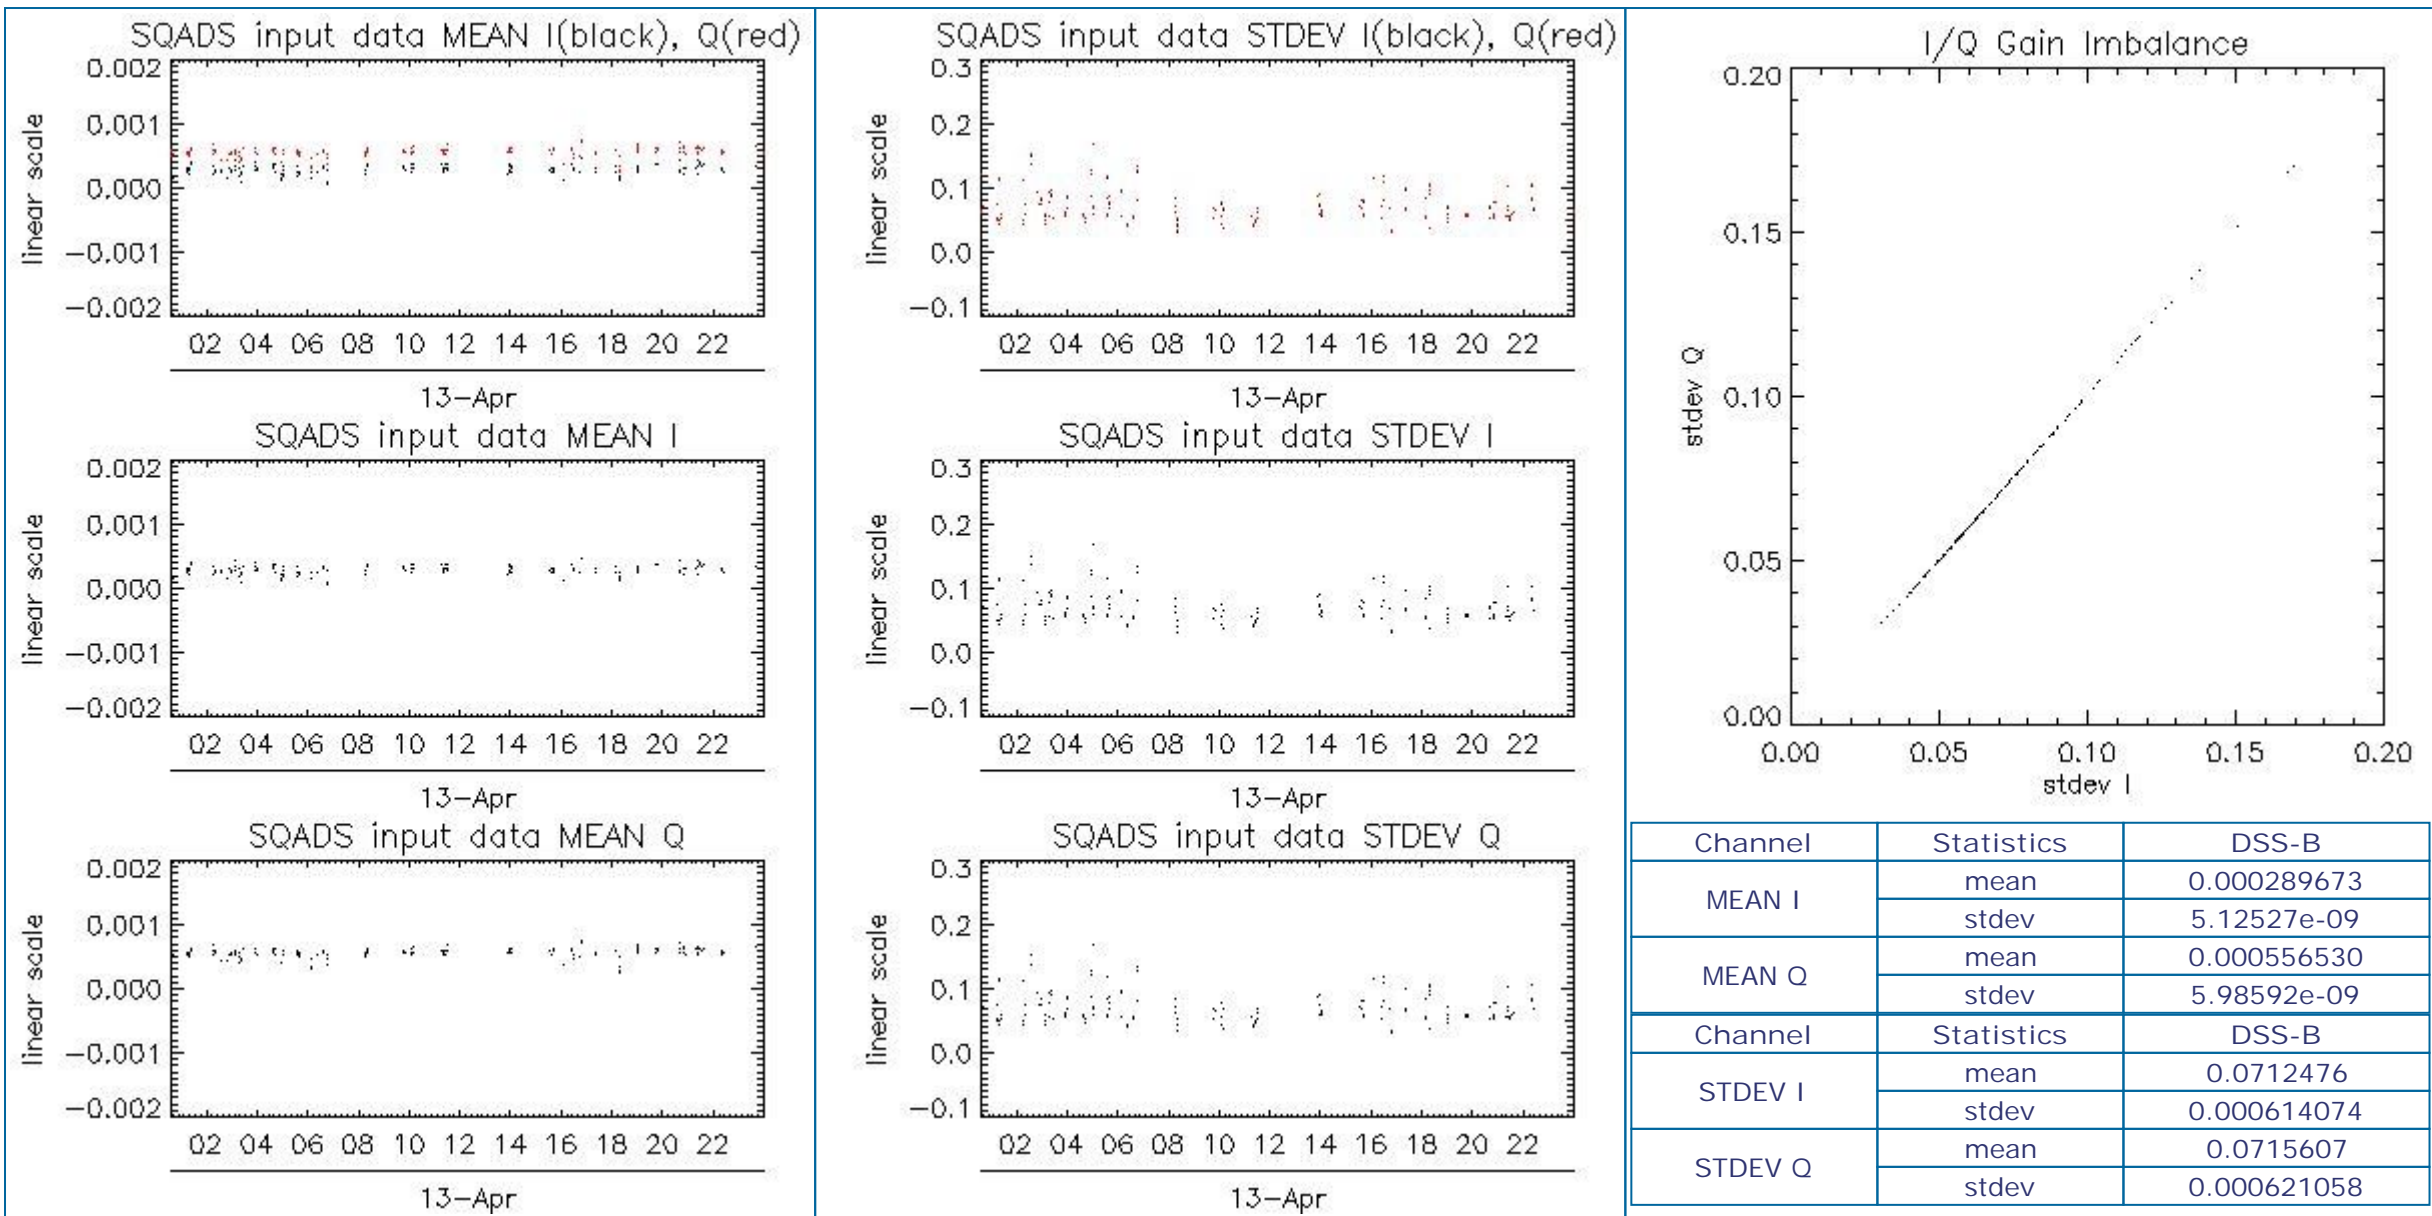 SQADS input data MEAN I(black), Q(red)
0.002
0.001
0.000
-0.001
-0.002
linear scale
02 04 06 08 10 12 14 16 18 20 22
13-Apr
SQADS input data MEAN I
0.002
0.001
0.000
-0.001
-0.002
linear scale
02 04 06 08 10 12 14 16 18 20 22
13-Apr
SQADS input data MEAN Q
0.002
0.001
0.000
-0.001
-0.002
linear scale
02 04 06 08 10 12 14 16 18 20 22
13-Apr
SQADS input data STDEV I(black), Q(red)
0.3
0.2
0.1
0.0
-0.1
linear scale
02 04 06 08 10 12 14 16 18 20 22
13-Apr
SQADS input data STDEV I
0.3
0.2
0.1
0.0
-0.1
linear scale
02 04 06 08 10 12 14 16 18 20 22
13-Apr
SQADS input data STDEV Q
0.3
0.2
0.1
0.0
-0.1
linear scale
02 04 06 08 10 12 14 16 18 20 22
13-Apr
I/Q Gain Imbalance
0.20
0.15
0.10
0.05
0.00
stdev Q
0.00 0.05 0.10 0.15 0.20
stdev I
Channel Statistics DSS-B
MEAN I mean 0.000289673
stdev 5.12527e-09
MEAN Q mean 0.000556530
stdev 5.98592e-09
Channel Statistics DSS-B
STDEV I mean 0.0712476
stdev 0.000614074
STDEV Q mean 0.0715607
stdev 0.000621058